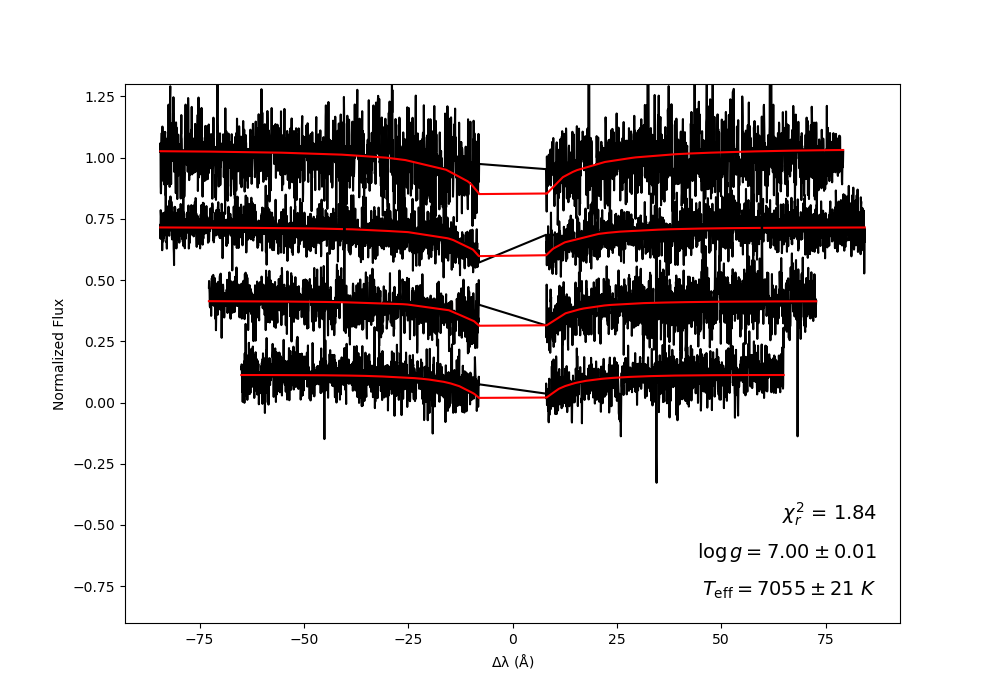 1.25
1.00
0.75
0.50
0.25
0.00
−0.25
−0.50
−0.75
Normalized Flux
χ²ᵣ = 1.84
log g = 7.00 ± 0.01
T_eff = 7055 ± 21 K
−75 −50 −25 0 25 50 75
Δλ (Å)